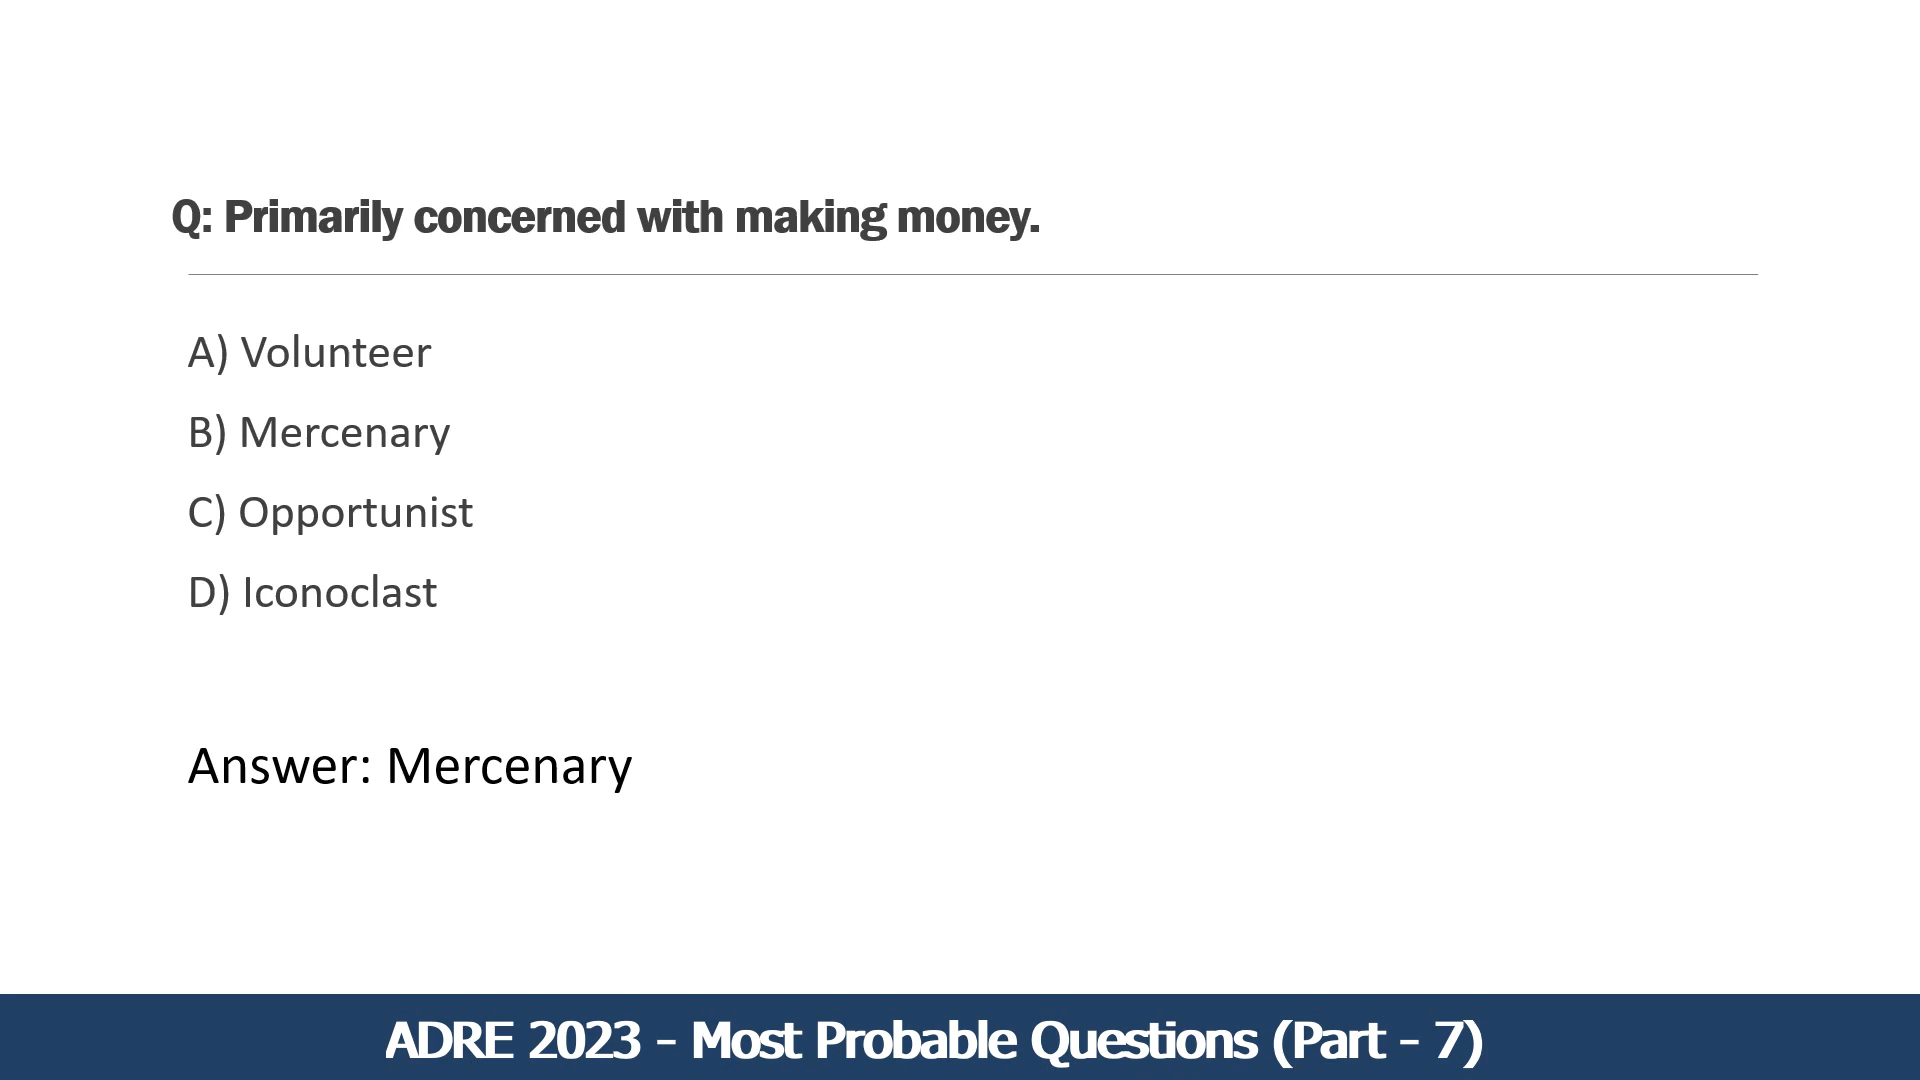 Q: Primarily concerned with making money.
A) Volunteer
B) Mercenary
C) Opportunist
D) Iconoclast
Answer: Mercenary
ADRE 2023 - Most Probable Questions (Part - 7)